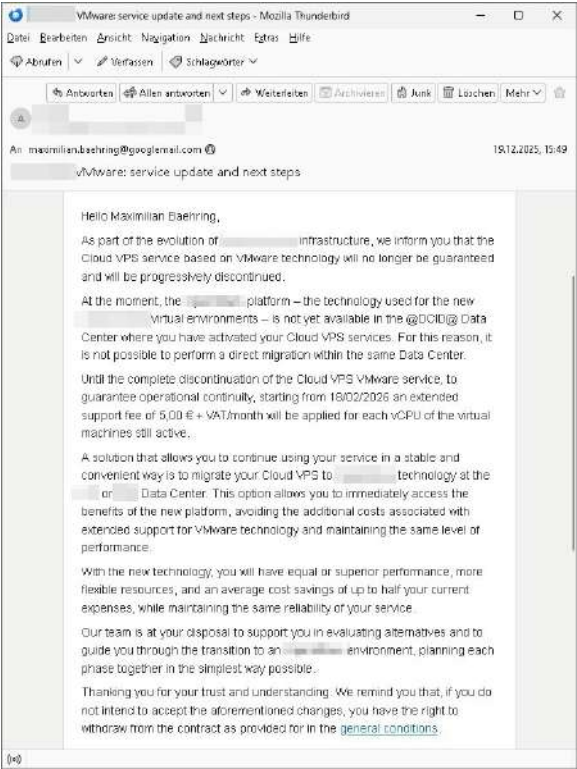 VMware: service update and next steps - Mozilla Thunderbird
Datei Bearbeiten Ansicht Navigation Nachricht Extras Hilfe
Abrufen Verfassen Schlagwörter
Antworten Allen antworten Weiterleiten Archivieren Junk Löschen Mehr
A
An maximilian.baehring@googlemail.com 19.12.2025, 15:49
VMware: service update and next steps
Hello Maximilian Baehring,
As part of the evolution of infrastructure, we inform you that the
Cloud VPS service based on VMware technology will no longer be guaranteed
and will be progressively discontinued.
At the moment, the platform – the technology used for the new
virtual environments – is not yet available in the @DCID@ Data
Center where you have activated your Cloud VPS services. For this reason, it
is not possible to perform a direct migration within the same Data Center.
Until the complete discontinuation of the Cloud VPS VMware service, to
guarantee operational continuity, starting from 18/02/2026 an extended
support fee of 5,00 € + VAT/month will be applied for each vCPU of the virtual
machines still active.
A solution that allows you to continue using your service in a stable and
convenient way is to migrate your Cloud VPS to technology at the
or Data Center. This option allows you to immediately access the
benefits of the new platform, avoiding the additional costs associated with
extended support for VMware technology and maintaining the same level of
performance.
With the new technology, you will have equal or superior performance, more
flexible resources, and an average cost savings of up to half your current
expenses, while maintaining the same reliability of your service.
Our team is at your disposal to support you in evaluating alternatives and to
guide you through the transition to an environment, planning each
phase together in the simplest way possible.
Thanking you for your trust and understanding. We remind you that, if you do
not intend to accept the aforementioned changes, you have the right to
withdraw from the contract as provided for in the general conditions.